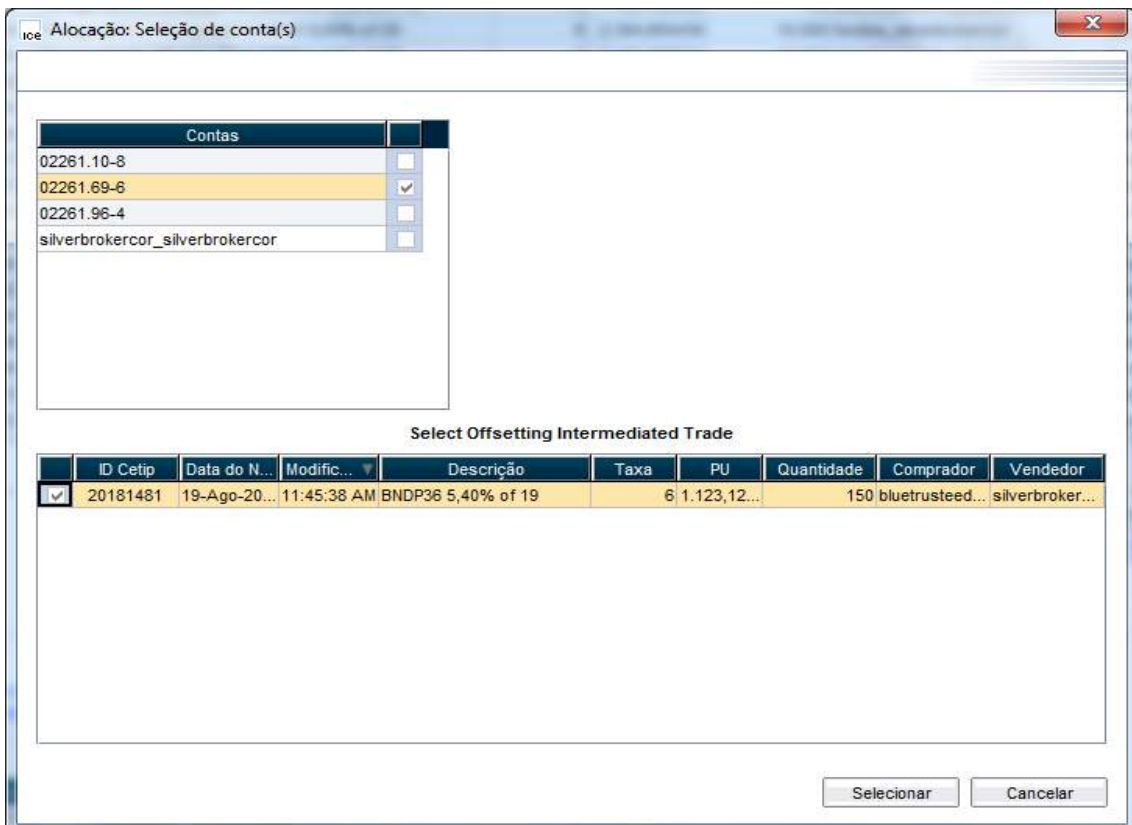 ice Alocação: Seleção de conta(s)
Contas
02261.10-8
02261.69-6
02261.96-4
silverbrokercor_silverbrokercor
Select Offsetting Intermediated Trade
ID Cetip Data do N... Modific... Descrição Taxa PU Quantidade Comprador Vendedor
20181481 19-Ago-20... 11:45:38 AM BNDP36 5,40% of 19 6 1.123,12... 150 bluetrusteed... silverbroker...
Selecionar Cancelar